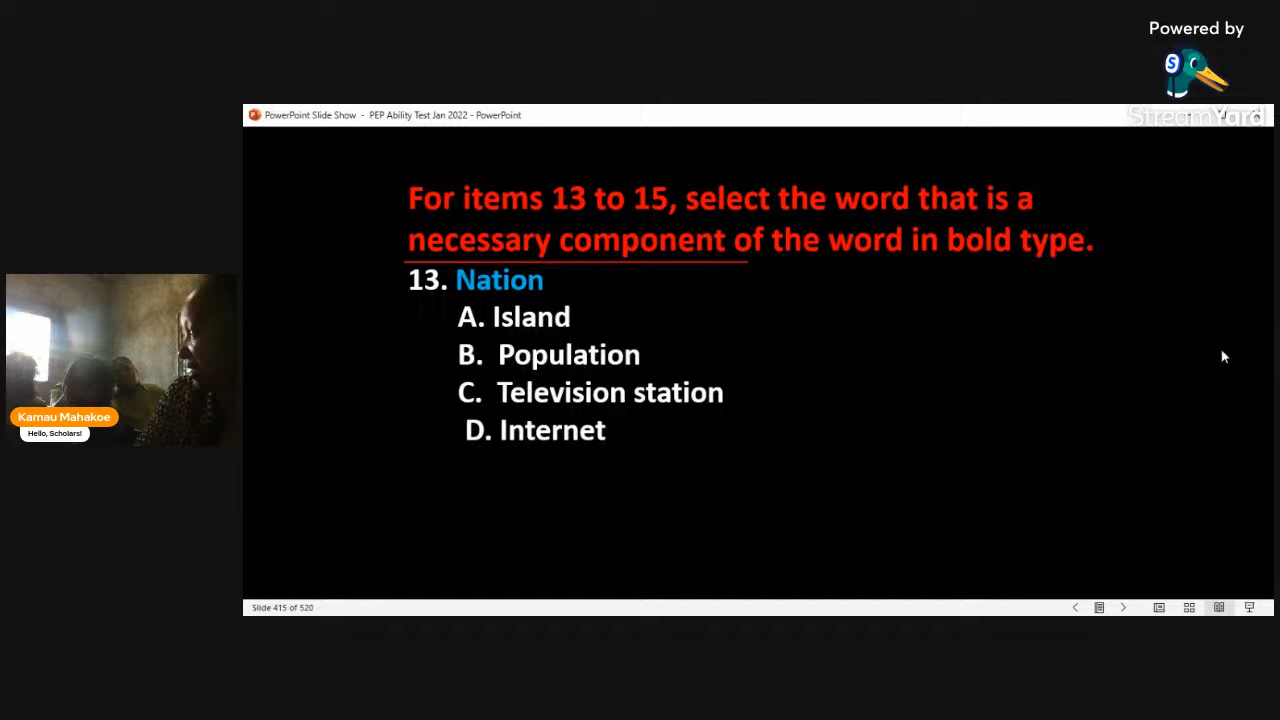 Powered by
S
StreamYard
PowerPoint Slide Show - PEP Ability Test Jan 2022 - PowerPoint
For items 13 to 15, select the word that is a
necessary component of the word in bold type.
13. Nation
A. Island
B. Population
C. Television station
D. Internet
Kamau Mahakoe
Hello, Scholars!
Slide 415 of 520